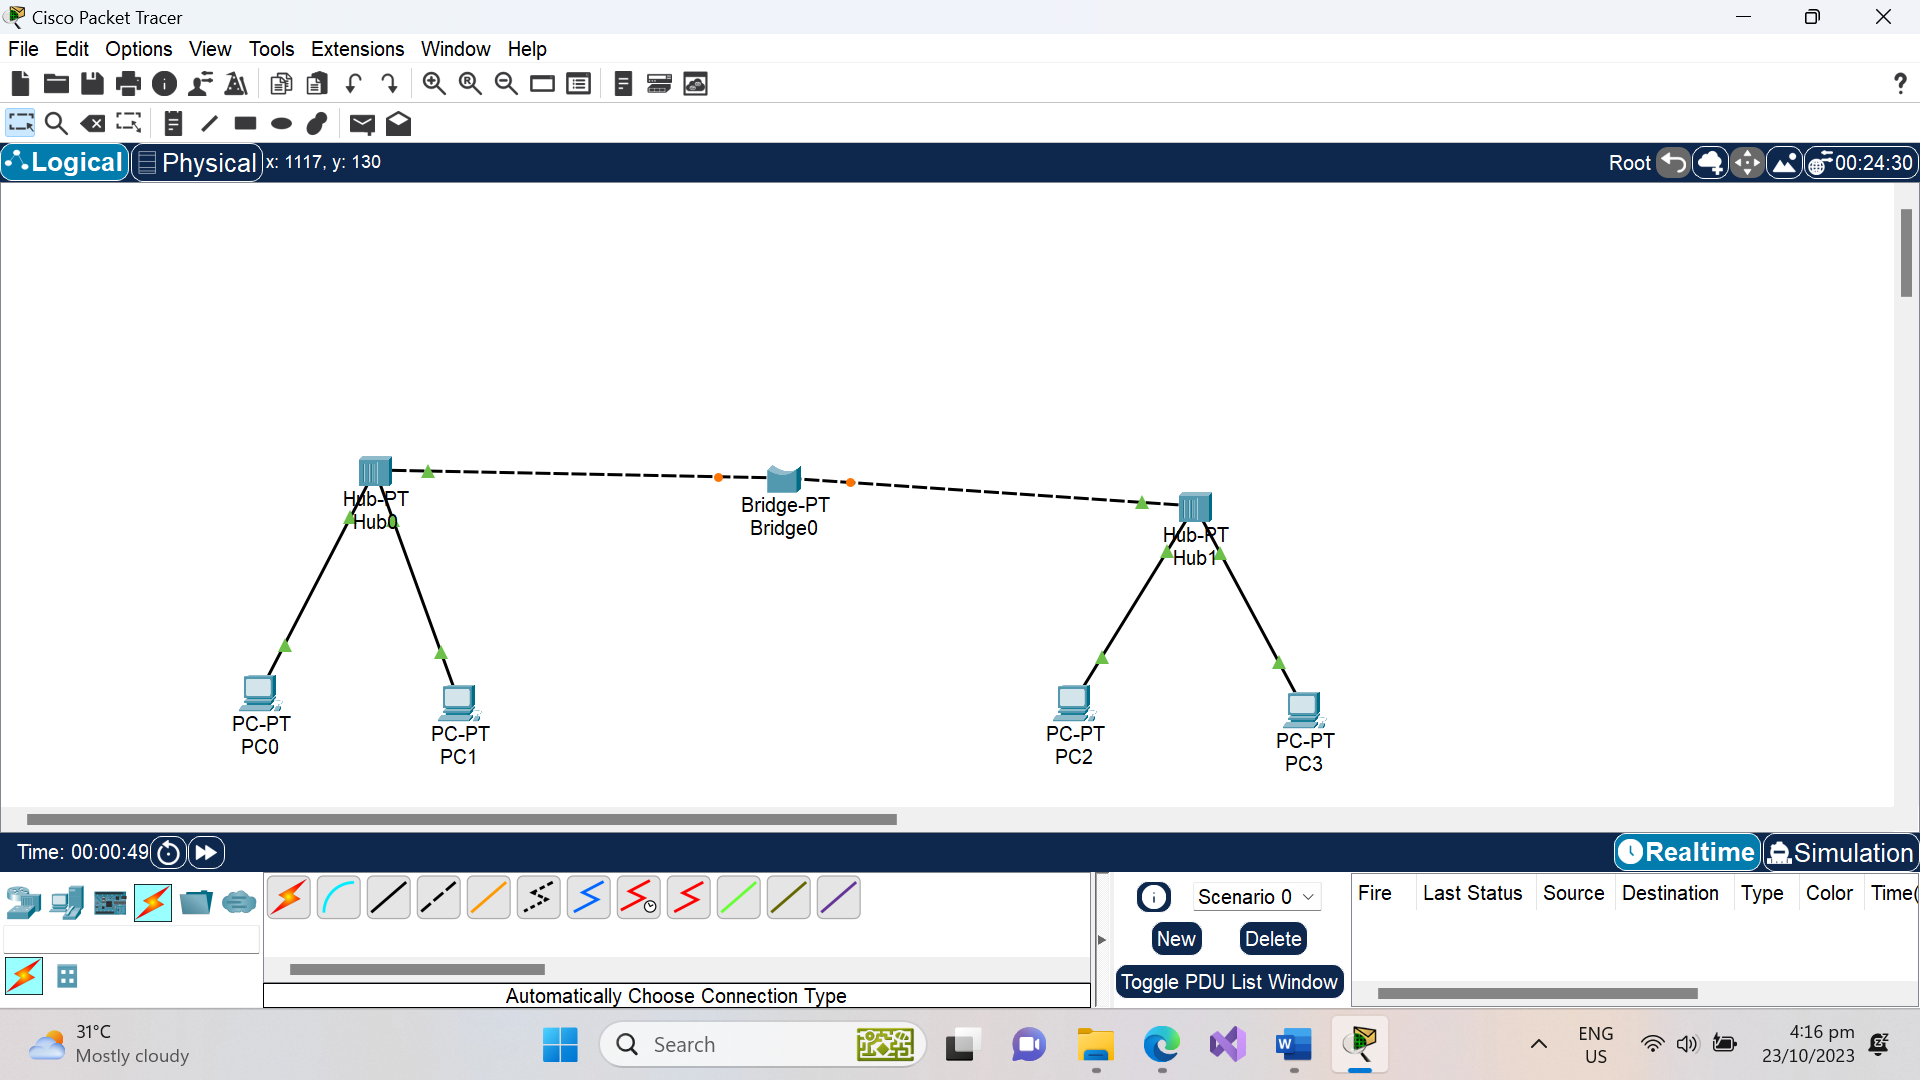 Cisco Packet Tracer
File Edit Options View Tools Extensions Window Help
?
Logical Physical x: 1117, y: 130
Root 00:24:30
Hub-PT
Hub0
Bridge-PT
Bridge0
Hub-PT
Hub1
PC-PT
PC0
PC-PT
PC1
PC-PT
PC2
PC-PT
PC3
Time: 00:00:49
Realtime Simulation
Scenario 0
New Delete
Toggle PDU List Window
Fire Last Status Source Destination Type Color Time(
Automatically Choose Connection Type
31°C
Mostly cloudy
Search
ENG
US
4:16 pm
23/10/2023